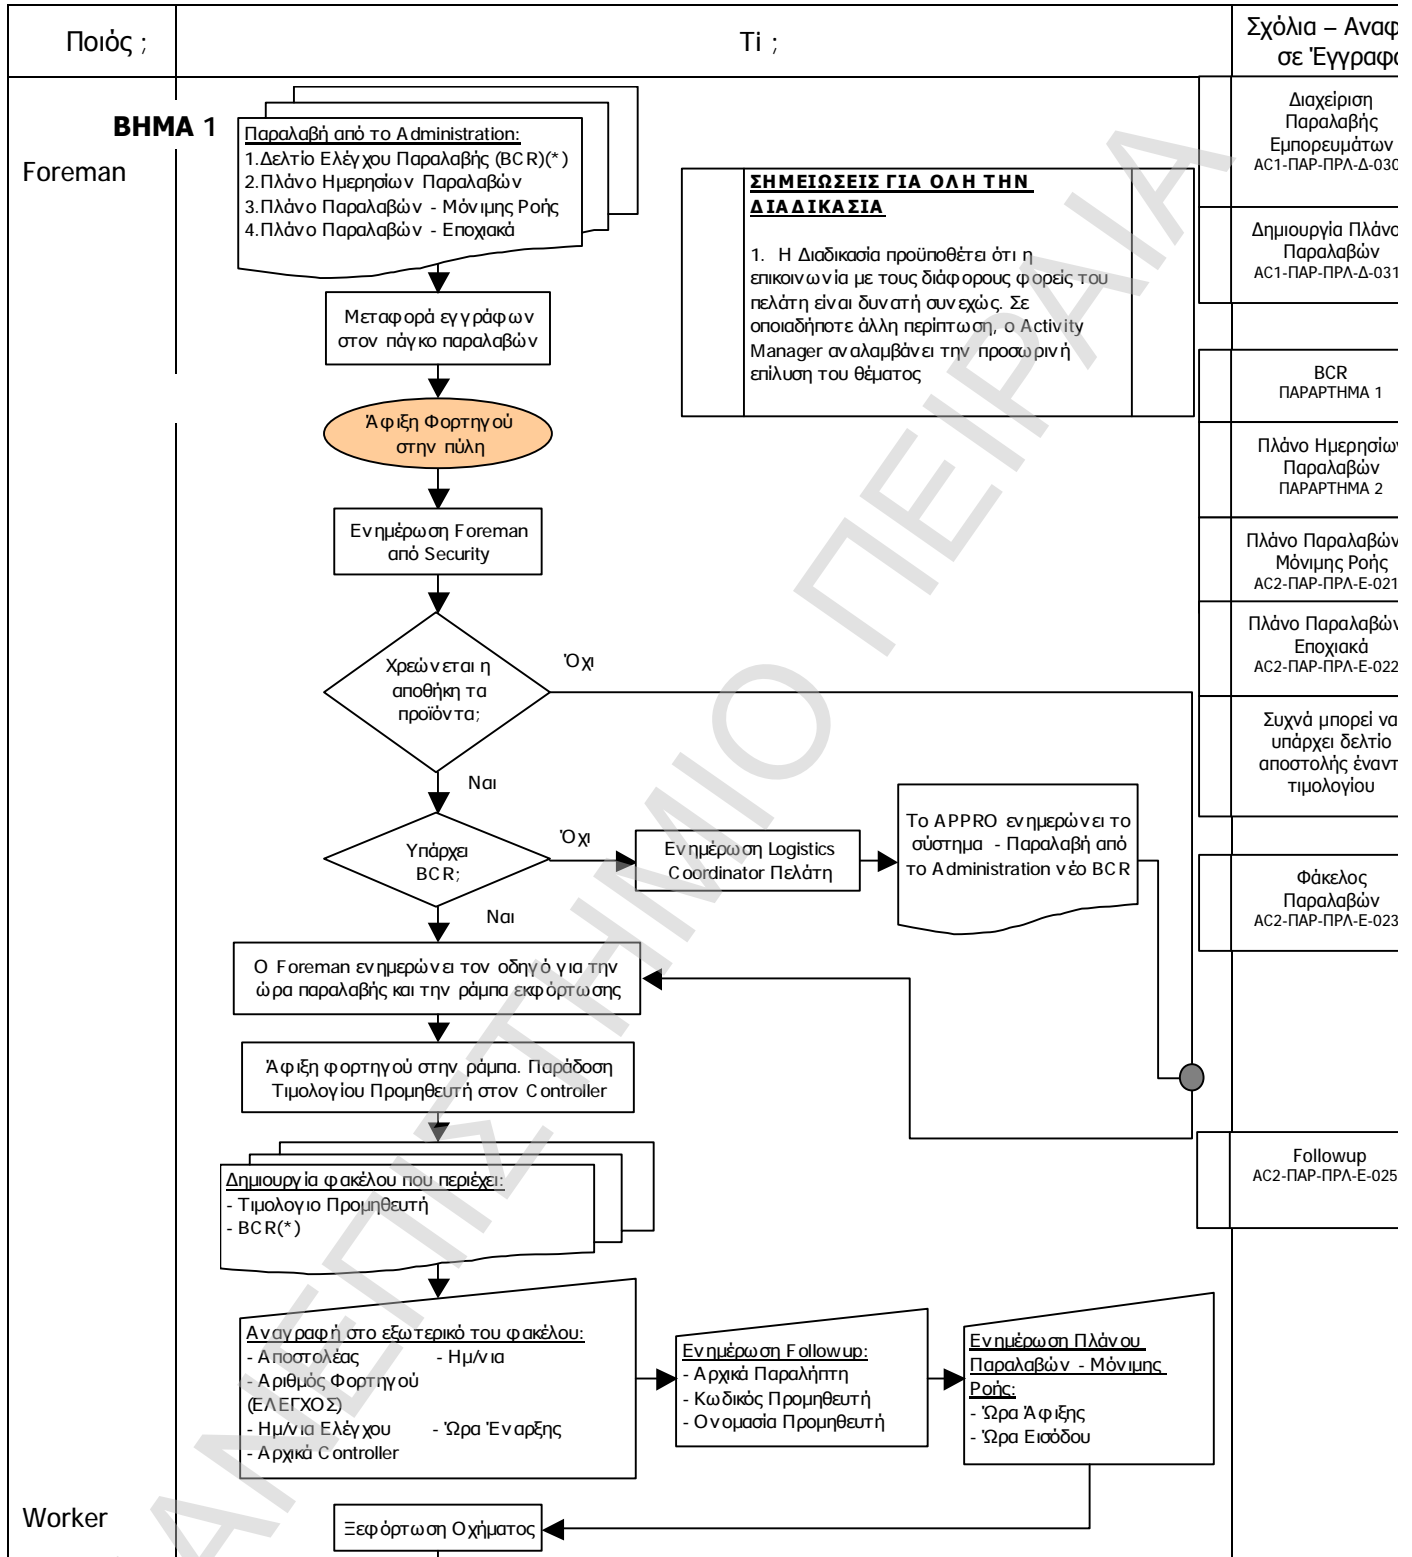 Ποιός ;
Τi ;
Σχόλια – Αναφ
σε Έγγραφα
ΒΗΜΑ 1
Foreman
Παραλαβή από το Administration:
1.Δελτίο Ελέγχου Παραλαβής (BCR)(*)
2.Πλάνο Ημερησίων Παραλαβών
3.Πλάνο Παραλαβών - Μόνιμης Ροής
4.Πλάνο Παραλαβών - Εποχιακά
Μεταφορά εγγράφων
στον πάγκο παραλαβών
Άφιξη Φορτηγού
στην πύλη
Ενημέρωση Foreman
από Security
Χρεώνεται η
αποθήκη τα
προϊόντα;
Όχι
Ναι
Υπάρχει
BCR;
Όχι
Ναι
Ενημέρωση Logistics
Coordinator Πελάτη
Το APPRO ενημερώνει το
σύστημα - Παραλαβή από
το Administration νέο BCR
Ο Foreman ενημερώνει τον οδηγό για την
ώρα παραλαβής και την ράμπα εκφόρτωσης
Άφιξη φορτηγού στην ράμπα. Παράδοση
Τιμολογίου Προμηθευτή στον Controller
Δημιουργία φακέλου που περιέχει:
- Τιμολογιο Προμηθευτή
- BCR(*)
Αναγραφή στο εξωτερικό του φακέλου:
- Αποστολέας - Ημ/νια
- Αριθμός Φορτηγού
(ΕΛΕΓΧΟΣ)
- Ημ/νια Ελέγχου - Ώρα Έναρξης
- Αρχικά Controller
Ενημέρωση Followup:
- Αρχικά Παραλήπτη
- Κωδικός Προμηθευτή
- Ονομασία Προμηθευτή
Ενημέρωση Πλάνου
Παραλαβών - Μόνιμης
Ροής:
- Ώρα Άφιξης
- Ώρα Εισόδου
Worker
Ξεφόρτωση Οχήματος
ΣΗΜΕΙΩΣΕΙΣ ΓΙΑ ΟΛΗ ΤΗΝ
ΔΙΑΔΙΚΑΣΙΑ
1. Η Διαδικασία προϋποθέτει ότι η
επικοινωνία με τους διάφορους φορείς του
πελάτη είναι δυνατή συνεχώς. Σε
οποιαδήποτε άλλη περίπτωση, ο Activity
Manager αναλαμβάνει την προσωρινή
επίλυση του θέματος
Διαχείριση
Παραλαβής
Εμπορευμάτων
AC1-ΠΑΡ-ΠΡΛ-Δ-030
Δημιουργία Πλάνο
Παραλαβών
AC1-ΠΑΡ-ΠΡΛ-Δ-031
BCR
ΠΑΡΑΡΤΗΜΑ 1
Πλάνο Ημερησίων
Παραλαβών
ΠΑΡΑΡΤΗΜΑ 2
Πλάνο Παραλαβών
Μόνιμης Ροής
AC2-ΠΑΡ-ΠΡΛ-Ε-021
Πλάνο Παραλαβών
Εποχιακά
AC2-ΠΑΡ-ΠΡΛ-Ε-022
Συχνά μπορεί να
υπάρχει δελτίο
αποστολής έναντ
τιμολογίου
Φάκελος
Παραλαβών
AC2-ΠΑΡ-ΠΡΛ-Ε-023
Followup
AC2-ΠΑΡ-ΠΡΛ-Ε-025
ΑΝΕΠΙΣΤΗΜΙΟ ΠΕΙΡΑΙΑ